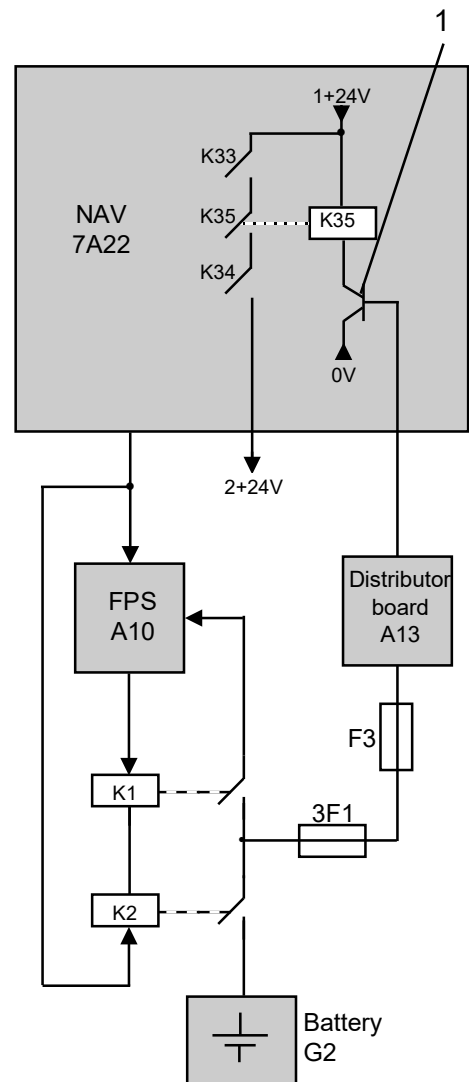 1
1+24V
K33
NAV
7A22
K35
K35
K34
0V
2+24V
FPS
A10
Distributor
board
A13
F3
K1
3F1
K2
Battery
G2